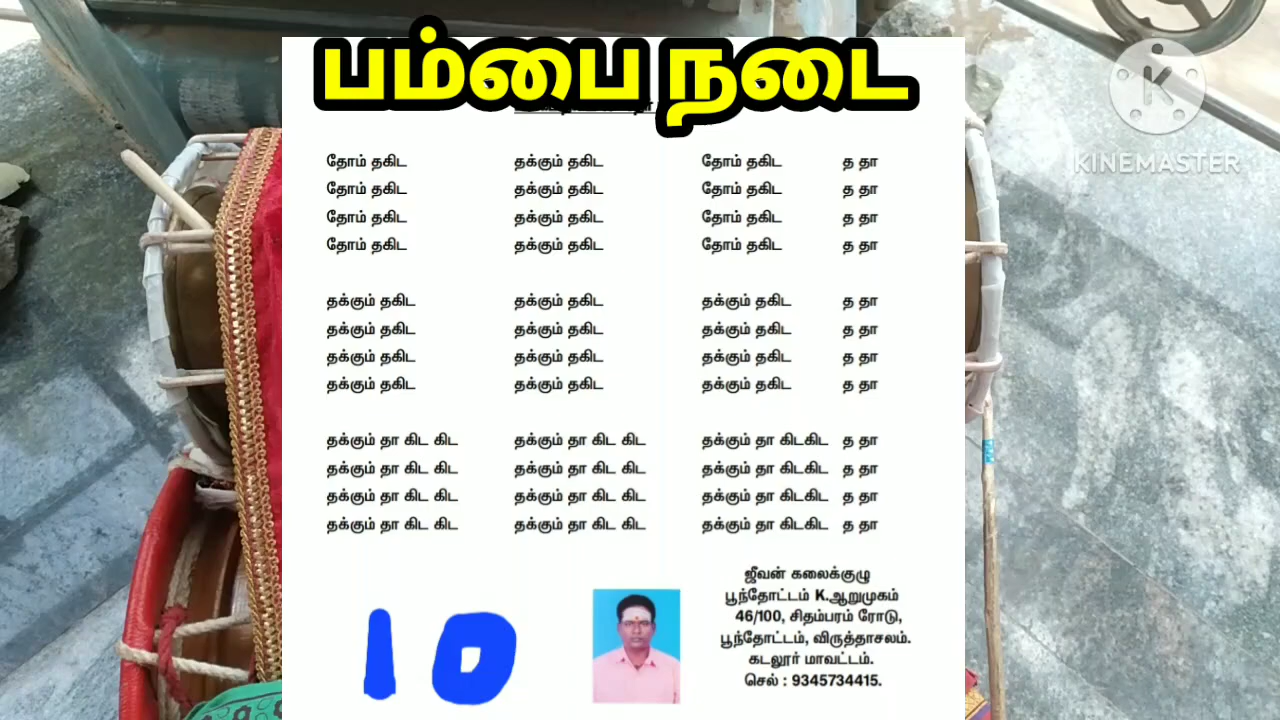 பம்பை நடை
K
KINEMASTER
தோம் தகிட தக்கும் தகிட தோம் தகிட த தா
தோம் தகிட தக்கும் தகிட தோம் தகிட த தா
தோம் தகிட தக்கும் தகிட தோம் தகிட த தா
தோம் தகிட தக்கும் தகிட தோம் தகிட த தா
தக்கும் தகிட தக்கும் தகிட தக்கும் தகிட த தா
தக்கும் தகிட தக்கும் தகிட தக்கும் தகிட த தா
தக்கும் தகிட தக்கும் தகிட தக்கும் தகிட த தா
தக்கும் தகிட தக்கும் தகிட தக்கும் தகிட த தா
தக்கும் தா கிட கிட தக்கும் தா கிட கிட தக்கும் தா கிடகிட த தா
தக்கும் தா கிட கிட தக்கும் தா கிட கிட தக்கும் தா கிடகிட த தா
தக்கும் தா கிட கிட தக்கும் தா கிட கிட தக்கும் தா கிடகிட த தா
தக்கும் தா கிட கிட தக்கும் தா கிட கிட தக்கும் தா கிடகிட த தா
10
ஜீவன் கலைக்குழு
பூந்தோட்டம் K.ஆறுமுகம்
46/100, சிதம்பரம் ரோடு,
பூந்தோட்டம், விருத்தாசலம்.
கடலூர் மாவட்டம்.
செல் : 9345734415.